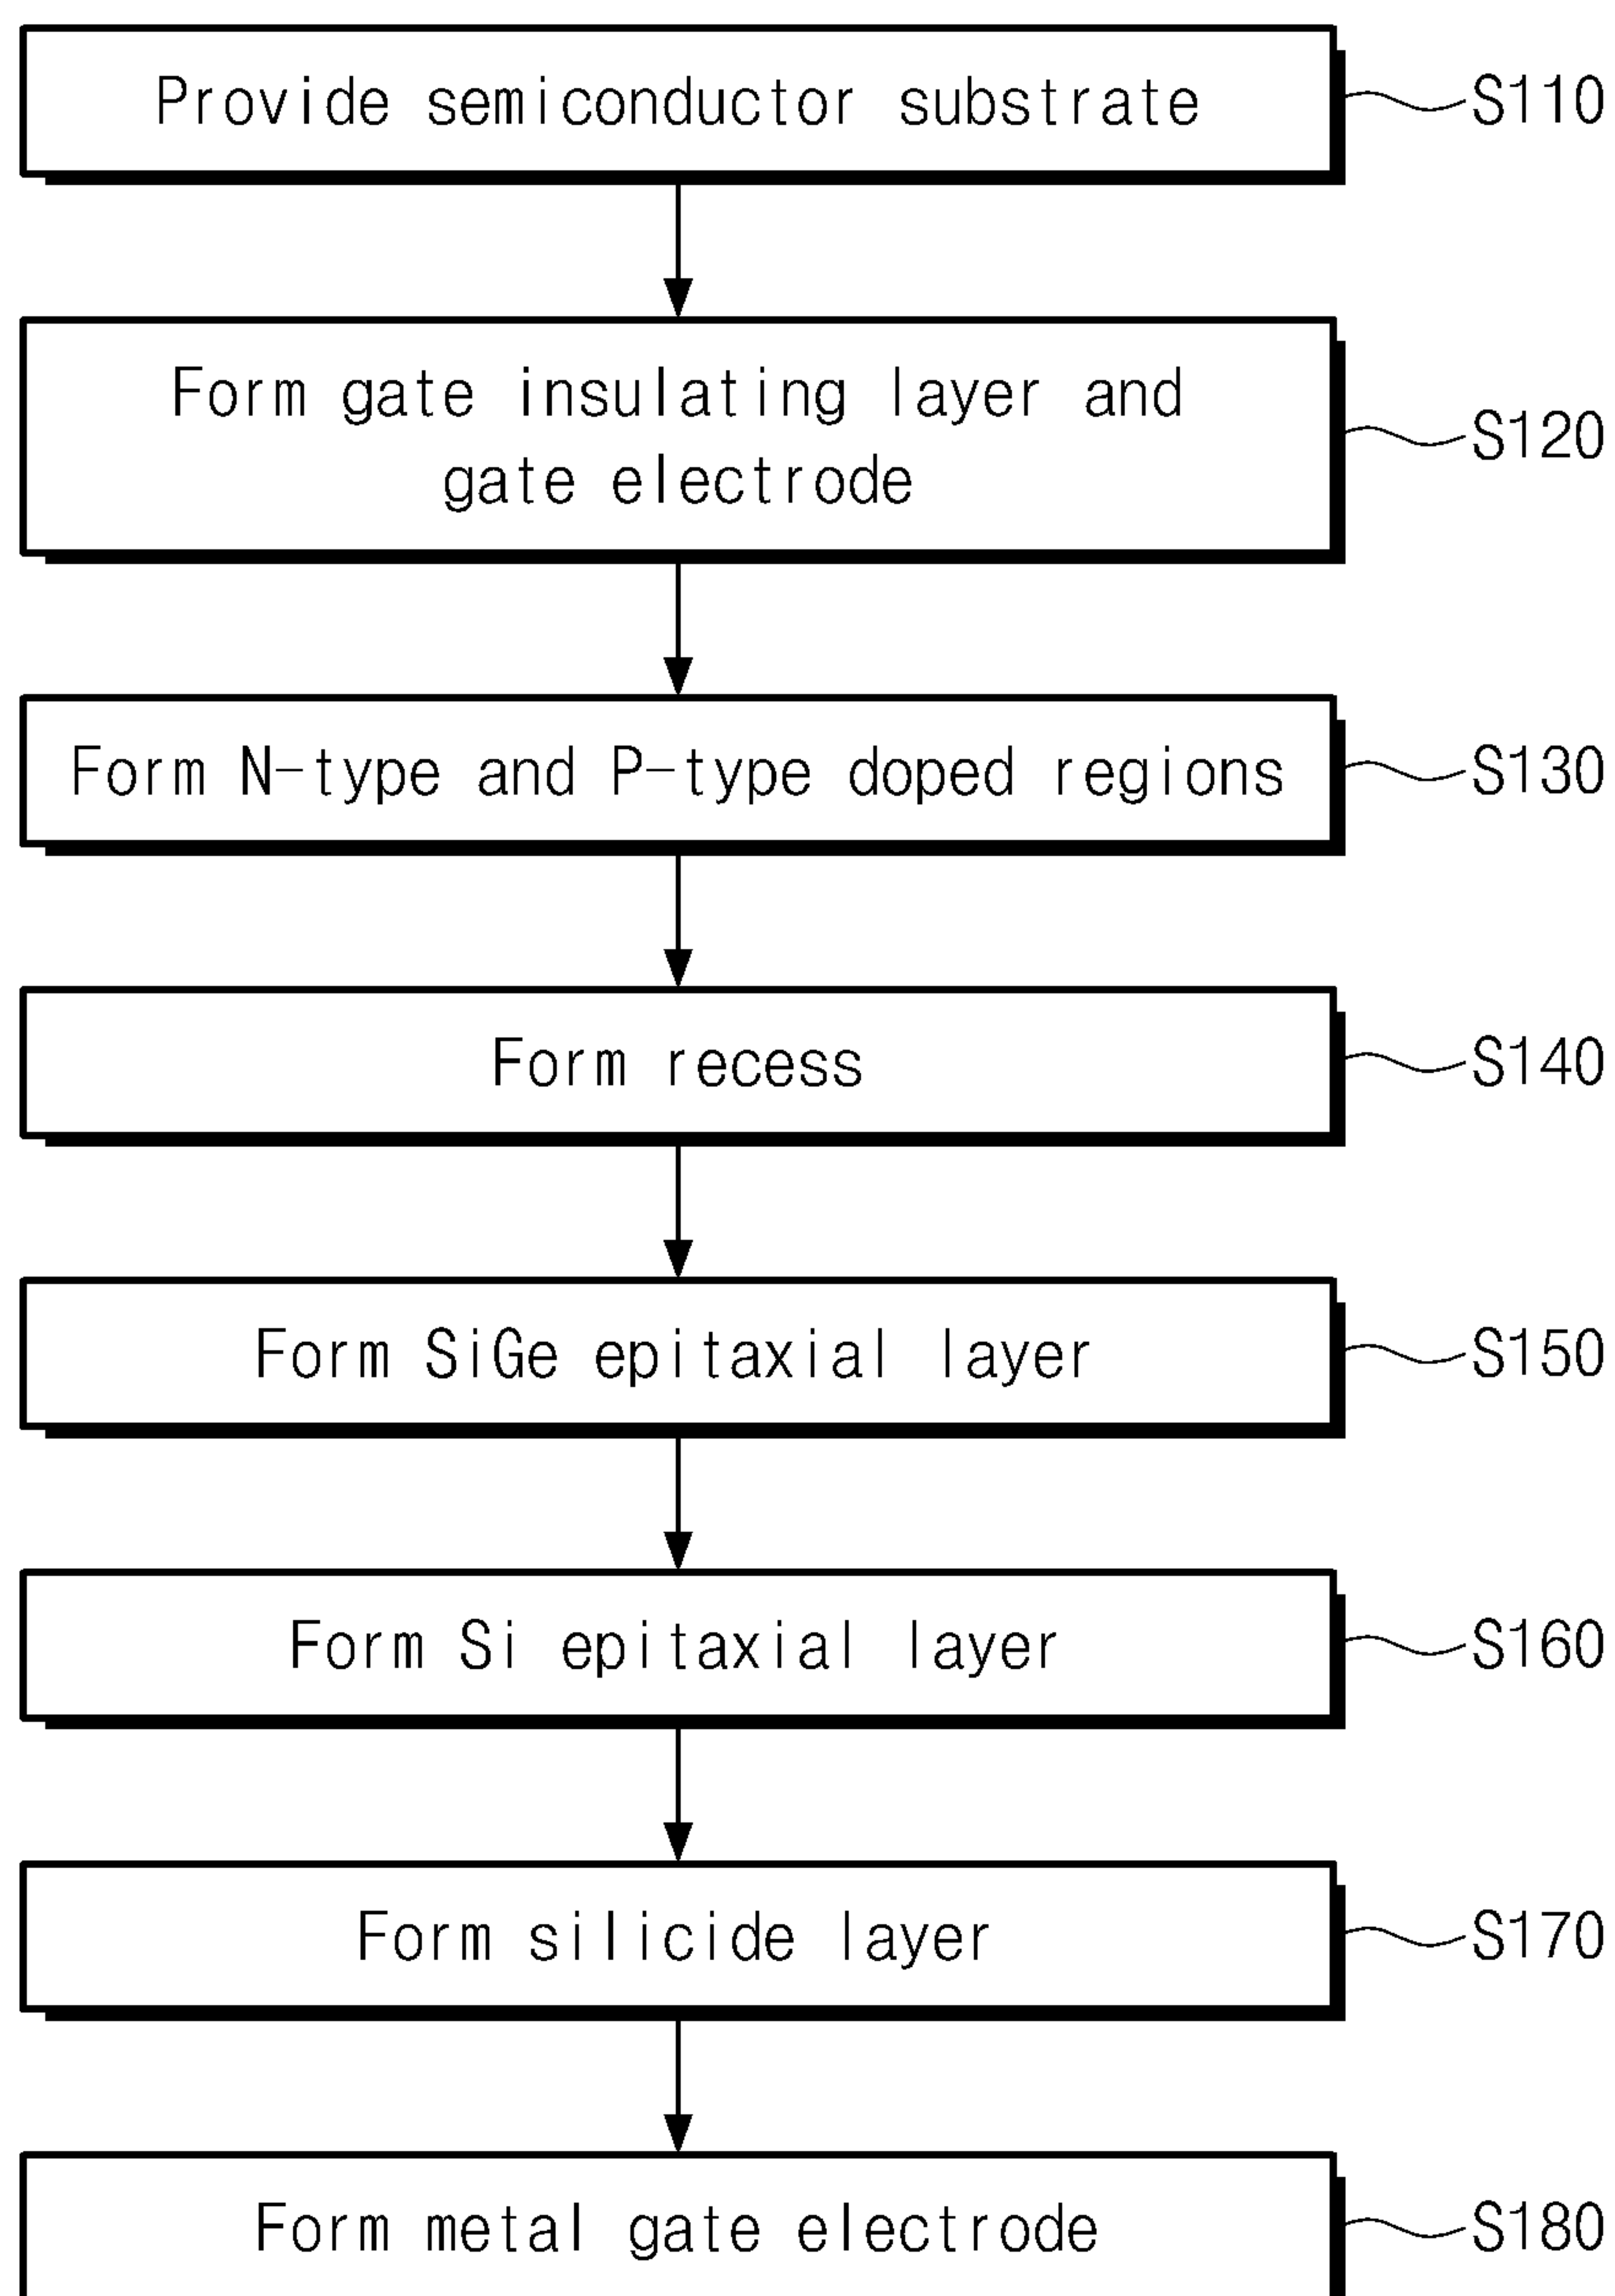 Provide semiconductor substrate
S110
Form gate insulating layer and
gate electrode
S120
Form N-type and P-type doped regions
S130
Form recess
S140
Form SiGe epitaxial layer
S150
Form Si epitaxial layer
S160
Form silicide layer
S170
Form metal gate electrode
S180